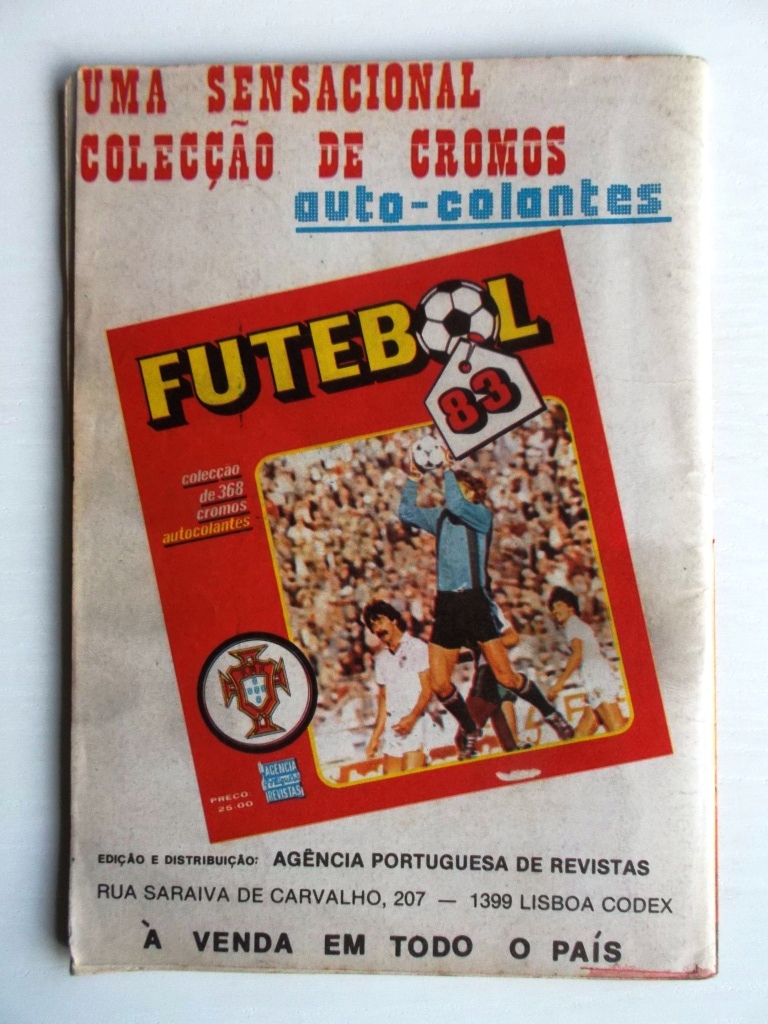 UMA SENSACIONAL
COLECÇÃO DE CROMOS
auto-colantes
FUTEBOL
83
colecção
de 368
cromos
autocolantes
AGÊNCIA
REVISTAS
PREÇO:
25.00
EDIÇÃO E DISTRIBUIÇÃO: AGÊNCIA PORTUGUESA DE REVISTAS
RUA SARAIVA DE CARVALHO, 207 — 1399 LISBOA CODEX
À VENDA EM TODO O PAÍS